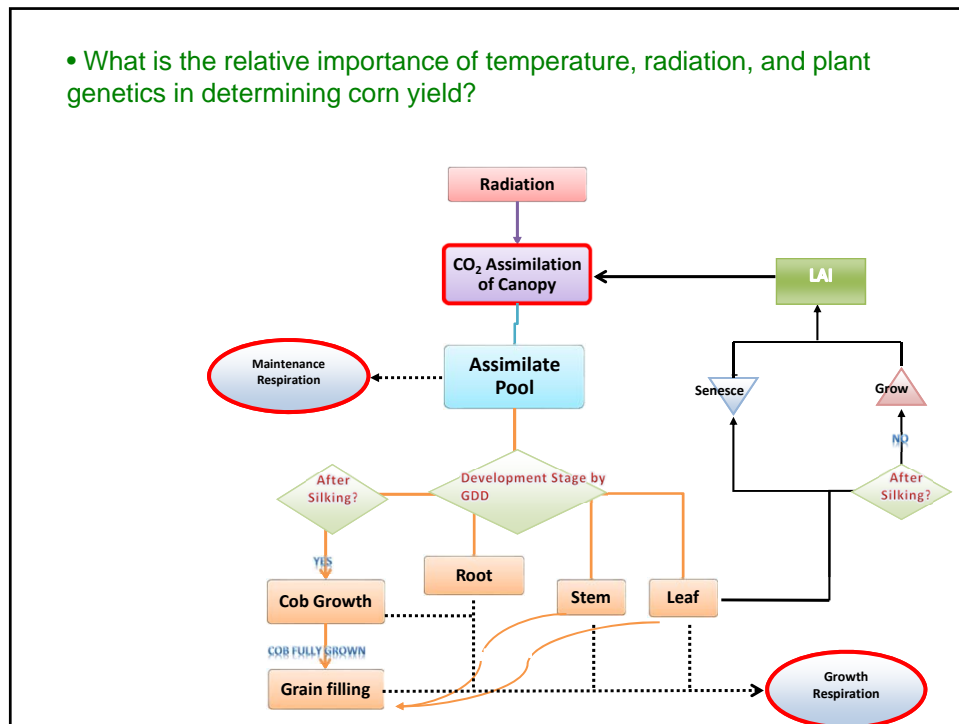 • What is the relative importance of temperature, radiation, and plant
genetics in determining corn yield?
Radiation
CO₂ Assimilation
of Canopy
LAI
Maintenance
Respiration
Assimilate
Pool
Senesce
Grow
NO
After
Silking?
Development Stage by
GDD
After
Silking?
YES
Root
Cob Growth
Stem
Leaf
COB FULLY GROWN
Grain filling
Growth
Respiration